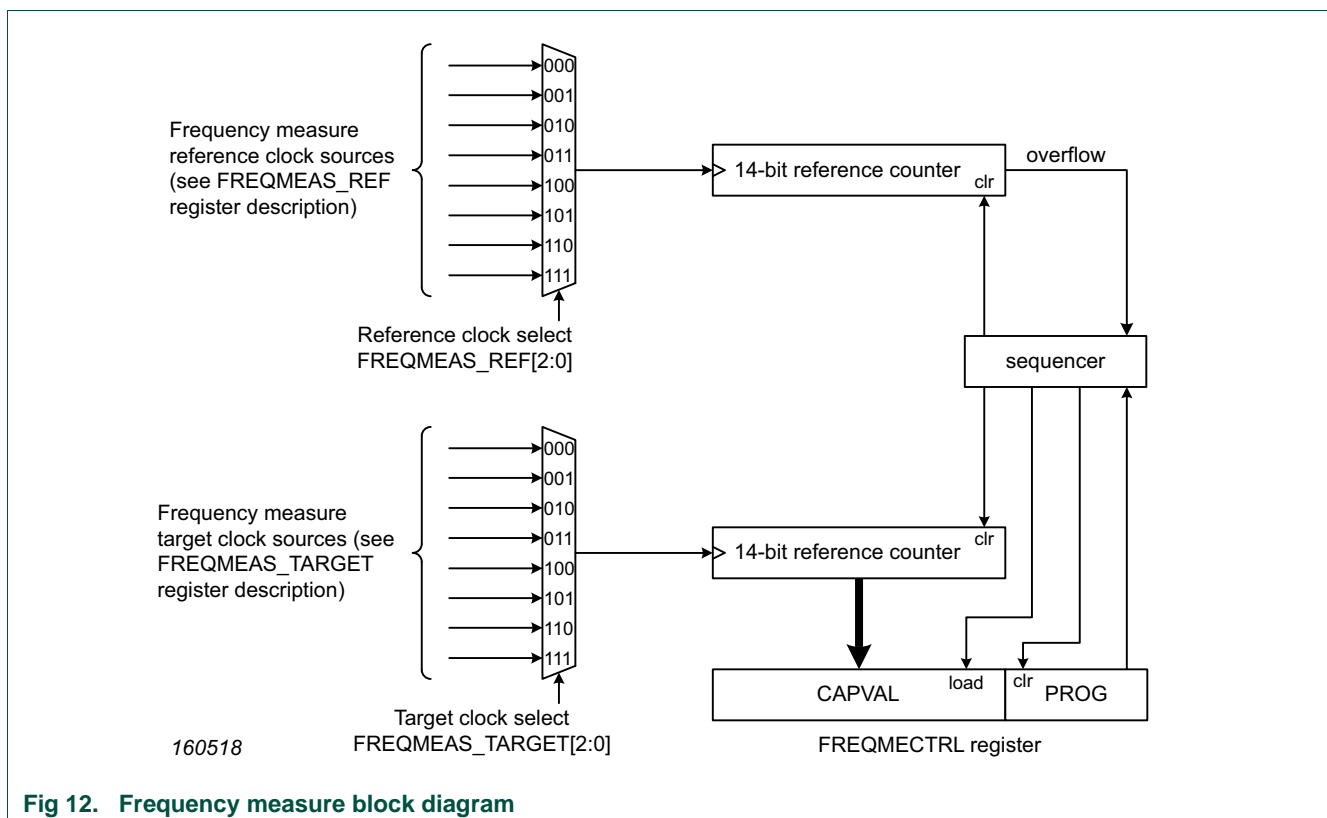 Frequency measure
reference clock sources
(see FREQMEAS_REF
register description)
000
001
010
011
100
101
110
111
Reference clock select
FREQMEAS_REF[2:0]
14-bit reference counter
clr
overflow
sequencer
Frequency measure
target clock sources (see
FREQMEAS_TARGET
register description)
000
001
010
011
100
101
110
111
Target clock select
FREQMEAS_TARGET[2:0]
14-bit reference counter
clr
CAPVAL
load
clr
PROG
FREQMECTRL register
160518
Fig 12. Frequency measure block diagram